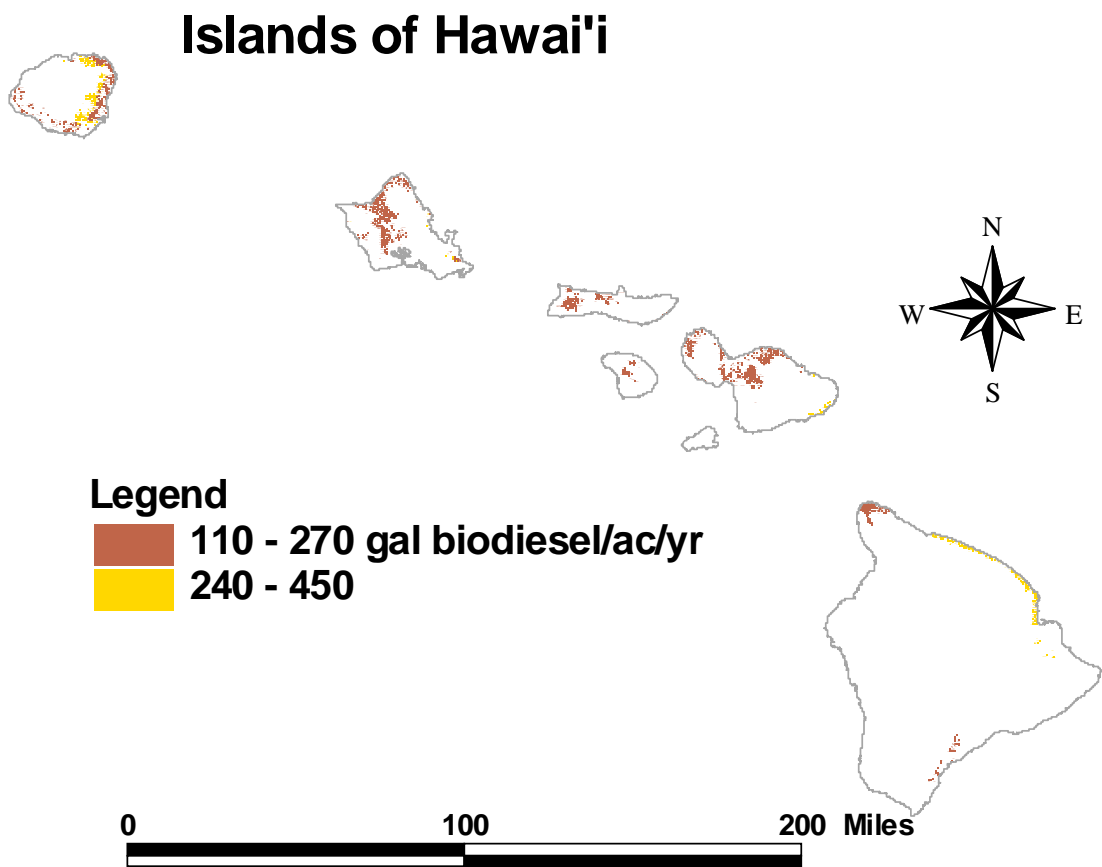 Islands of Hawai'i
N
W E
S
Legend
110 - 270 gal biodiesel/ac/yr
240 - 450
0 100 200 Miles